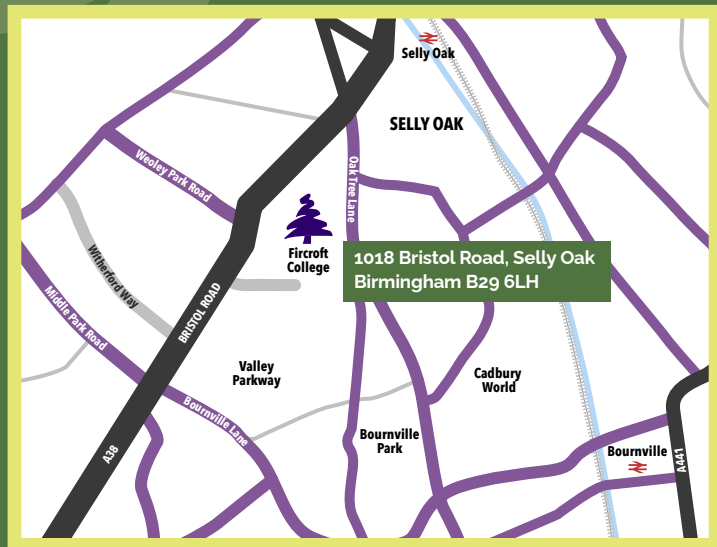 Selly Oak
SELLY OAK
Weoley Park Road
Oak Tree Lane
Fircroft
College
1018 Bristol Road, Selly Oak
Birmingham B29 6LH
Witherford Way
Middle Park Road
BRISTOL ROAD
Valley
Parkway
Cadbury
World
Bournville Lane
Bournville
Park
Bournville
A38
A441